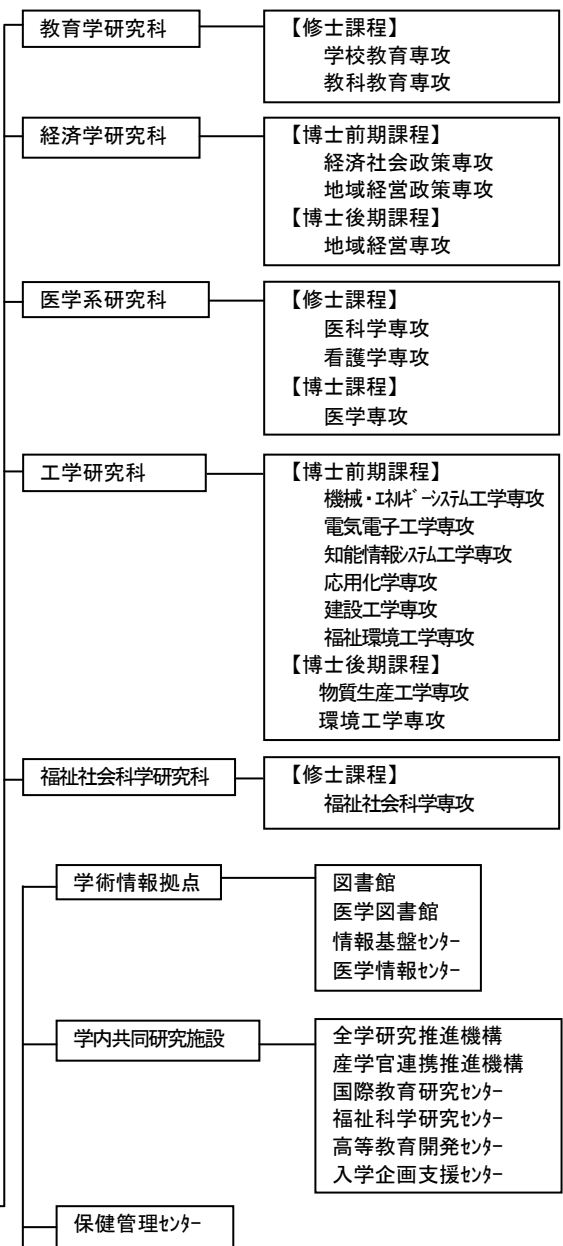 教育学研究科
【修士課程】
学校教育専攻
教科教育専攻
経済学研究科
【博士前期課程】
経済社会政策専攻
地域経営政策専攻
【博士後期課程】
地域経営専攻
医学系研究科
【修士課程】
医科学専攻
看護学専攻
【博士課程】
医学専攻
工学研究科
【博士前期課程】
機械・ｴﾈﾙｷﾞｰｼｽﾃﾑ工学専攻
電気電子工学専攻
知能情報ｼｽﾃﾑ工学専攻
応用化学専攻
建設工学専攻
福祉環境工学専攻
【博士後期課程】
物質生産工学専攻
環境工学専攻
福祉社会科学研究科
【修士課程】
福祉社会科学専攻
学術情報拠点
図書館
医学図書館
情報基盤ｾﾝﾀｰ
医学情報ｾﾝﾀｰ
学内共同研究施設
全学研究推進機構
産学官連携推進機構
国際教育研究ｾﾝﾀｰ
福祉科学研究ｾﾝﾀｰ
高等教育開発ｾﾝﾀｰ
入学企画支援ｾﾝﾀｰ
保健管理ｾﾝﾀｰ